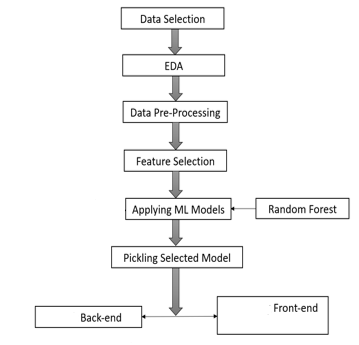 Data Selection
EDA
Data Pre-Processing
Feature Selection
Applying ML Models
Random Forest
Pickling Selected Model
Back-end
Front-end